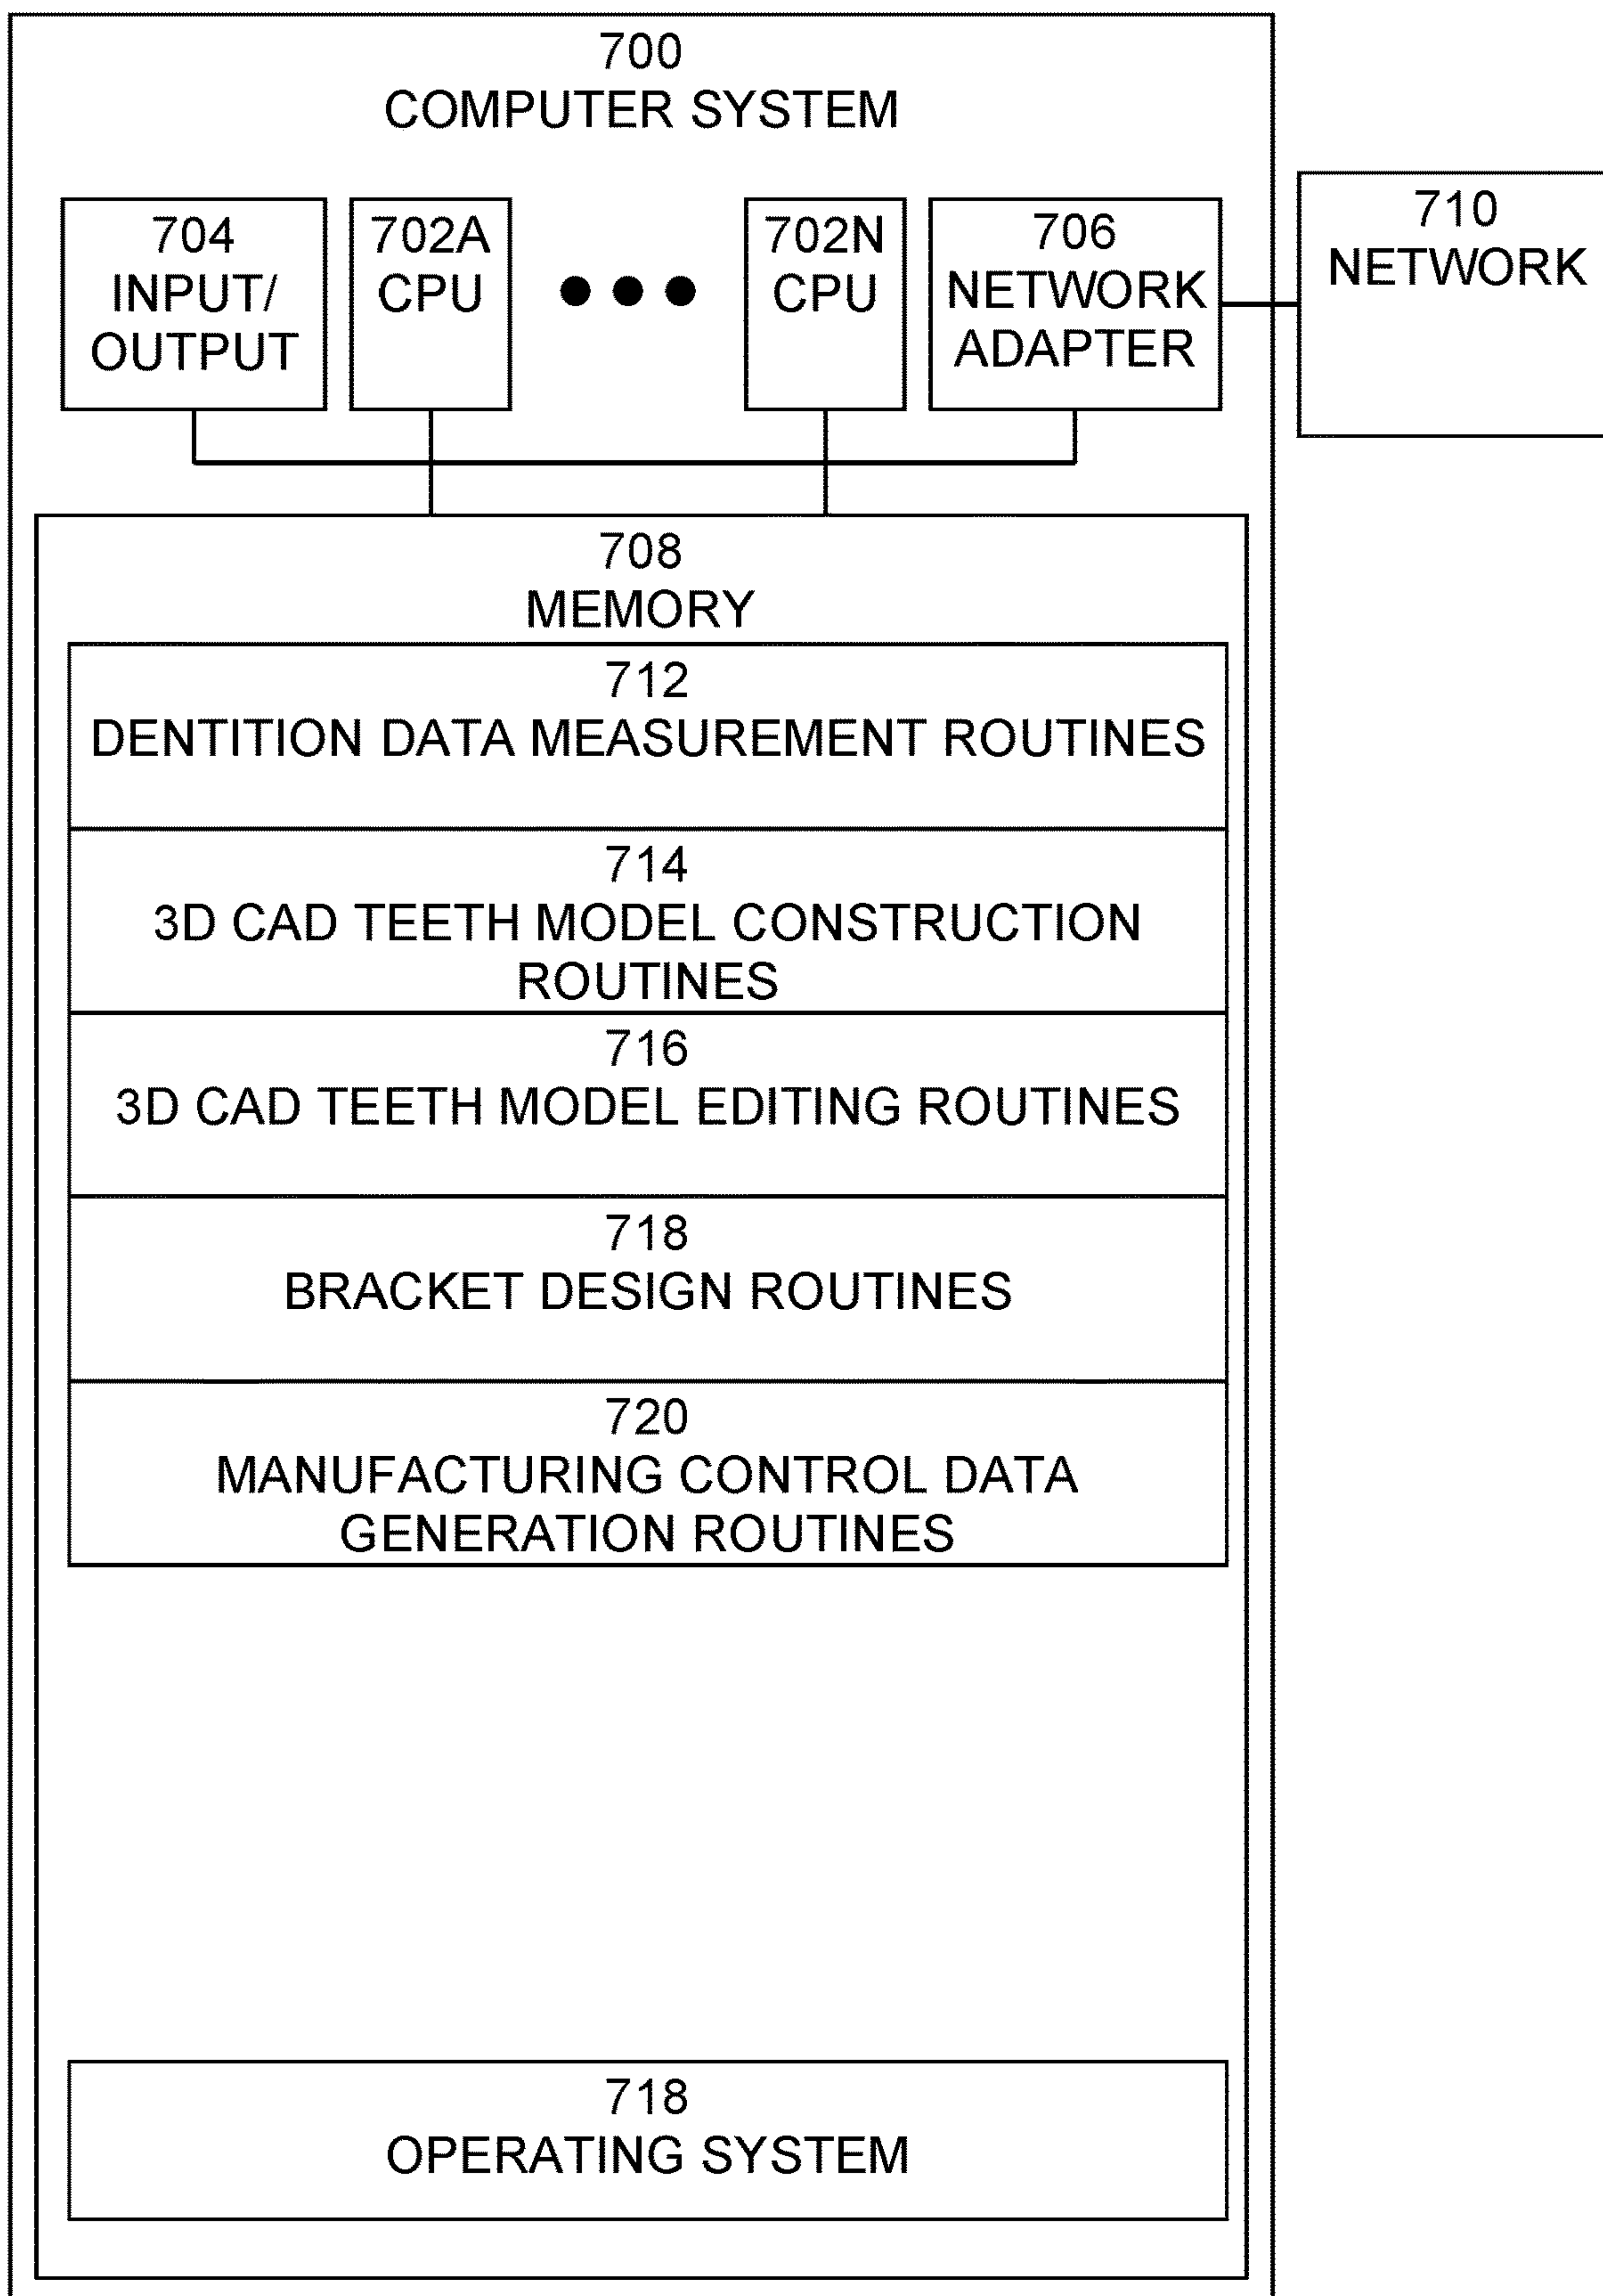 700
COMPUTER SYSTEM
704
INPUT/
OUTPUT
702A
CPU
702N
CPU
706
NETWORK
ADAPTER
710
NETWORK
708
MEMORY
712
DENTITION DATA MEASUREMENT ROUTINES
714
3D CAD TEETH MODEL CONSTRUCTION
ROUTINES
716
3D CAD TEETH MODEL EDITING ROUTINES
718
BRACKET DESIGN ROUTINES
720
MANUFACTURING CONTROL DATA
GENERATION ROUTINES
718
OPERATING SYSTEM